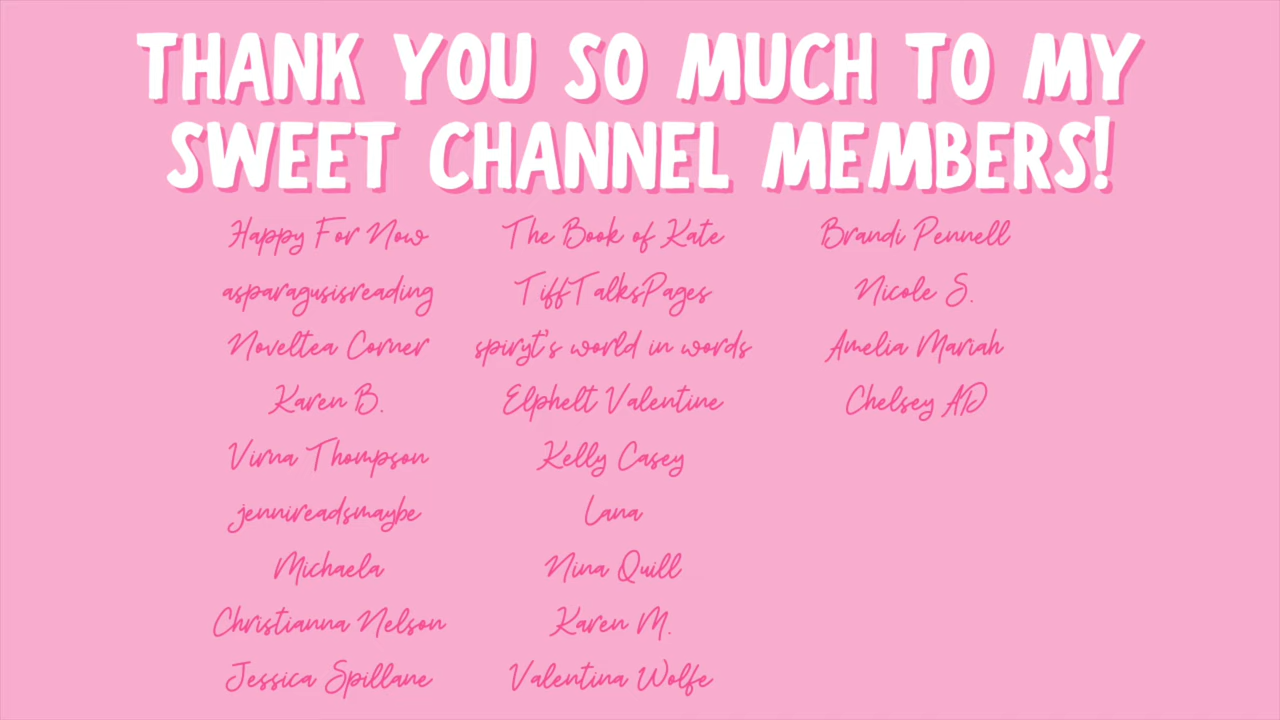 THANK YOU SO MUCH TO MY
SWEET CHANNEL MEMBERS!
Happy For Now
asparagusisreading
Noveltea Corner
Karen B.
Virna Thompson
jennireadsmaybe
Michaela
Christianna Nelson
Jessica Spillane
The Book of Kate
TiffTalksPages
spiryt's world in words
Elphelt Valentine
Kelly Casey
Lana
Nina Quill
Karen M.
Valentina Wolfe
Brandi Pennell
Nicole S.
Amelia Mariah
Chelsey AD